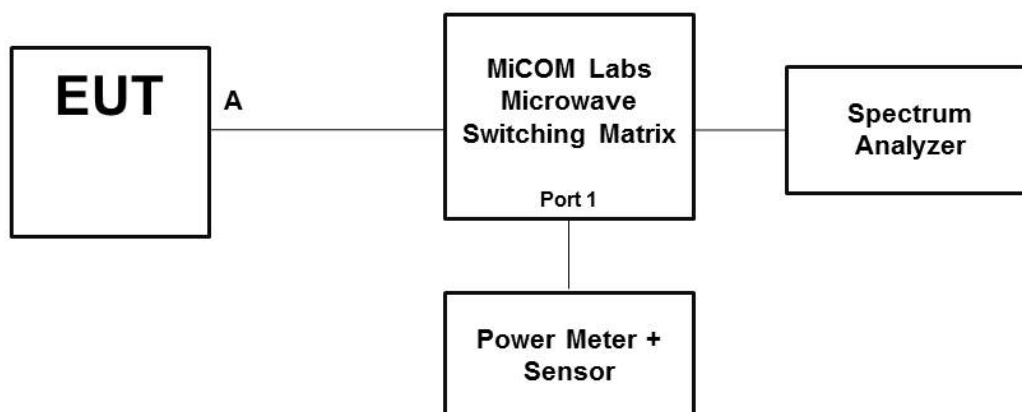 EUT
A
MiCOM Labs
Microwave
Switching Matrix
Port 1
Spectrum
Analyzer
Power Meter +
Sensor